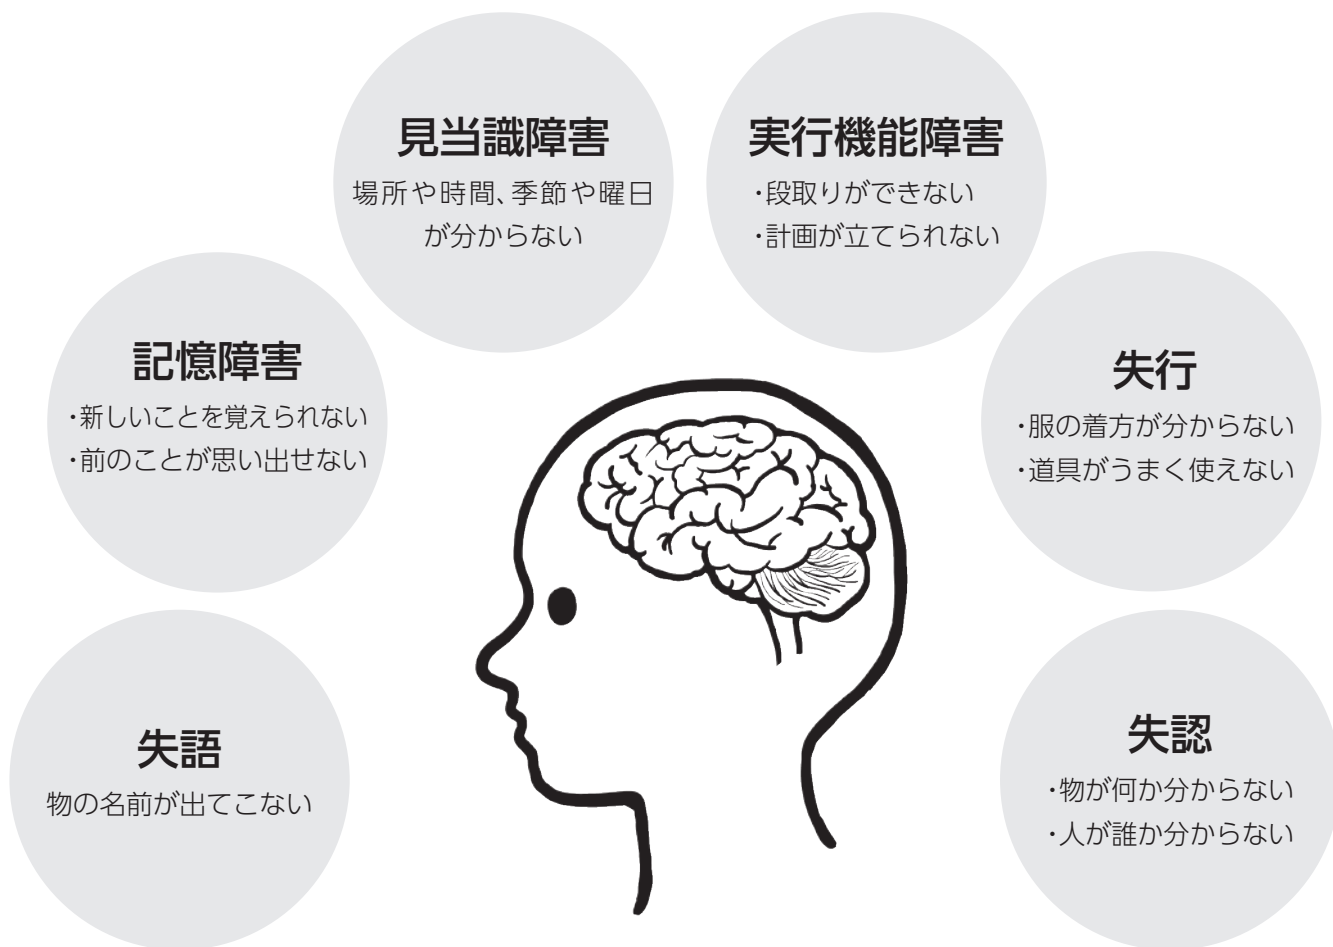 見当識障害
場所や時間、季節や曜日
が分からない
実行機能障害
・段取りができない
・計画が立てられない
記憶障害
・新しいことを覚えられない
・前のことが思い出せない
失行
・服の着方が分からない
・道具がうまく使えない
失語
物の名前が出てこない
失認
・物が何か分からない
・人が誰か分からない